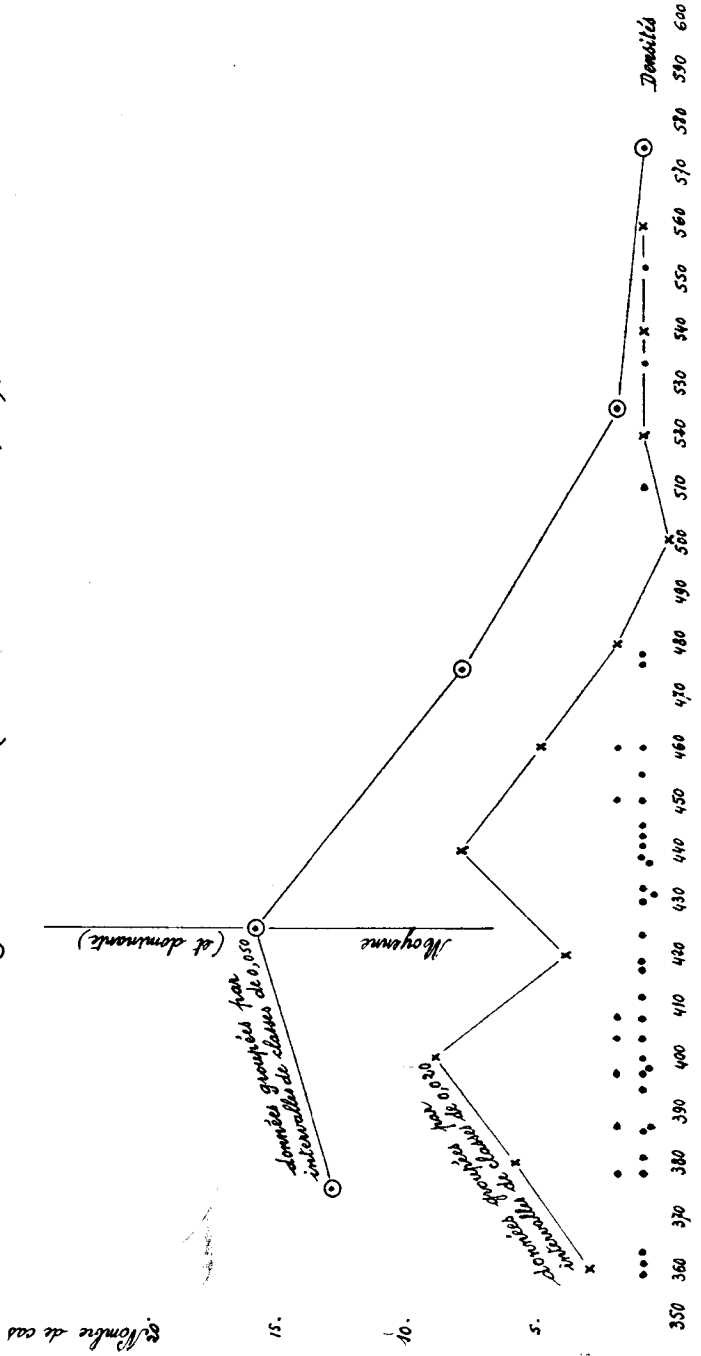 Nombre de cas
20.
15.
10.
5.
données groupées par
intervalles de classes de 0,050
Moyenne
(et dominante)
données groupées par
intervalles de classes de 0,020
Densités
350 360 370 380 390 400 410 420 430 440 450 460 470 480 490 500 510 520 530 540 550 560 570 580 590 600